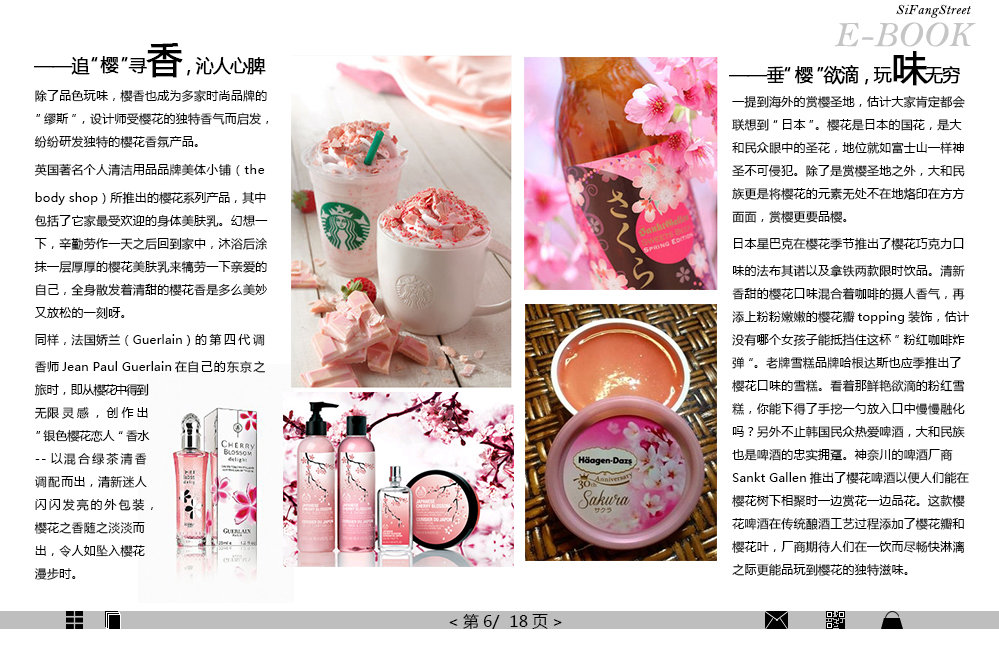 SiFangStreet
E-BOOK
——追“樱”寻香,沁人心脾
除了品色玩味，樱香也成为多家时尚品牌的
“缪斯”，设计师受樱花的独特香气而启发，
纷纷研发独特的樱花香氛产品。
英国著名个人清洁用品品牌美体小铺（the
body shop）所推出的樱花系列产品，其中
包括了它家最受欢迎的身体美肤乳。幻想一
下，辛勤劳作一天之后回到家中，沐浴后涂
抹一层厚厚的樱花美肤乳来犒劳一下亲爱的
自己，全身散发着清甜的樱花香是多么美妙
又放松的一刻呀。
同样，法国娇兰（Guerlain）的第四代调
香师 Jean Paul Guerlain 在自己的东京之
旅时，即从樱花中得到
无限灵感，创作出
“银色樱花恋人“香水
--以混合绿茶清香
调配而出，清新迷人
闪闪发亮的外包装，
樱花之香随之淡淡而
出，令人如坠入樱花
漫步时。
CHERRY
BLOSSOM
delight
GUERLAIN
さくら
Sankt Gallen
SWEETS BEER
SPRING EDITION
Häagen-Dazs
30th
Anniversary
Sakura
サクラ
JAPANESE
CHERRY BLOSSOM
CERISIER DU JAPON
——垂“樱”欲滴，玩味无穷
一提到海外的赏樱圣地，估计大家肯定都会
联想到“日本”。樱花是日本的国花，是大
和民众眼中的圣花，地位就如富士山一样神
圣不可侵犯。除了是赏樱圣地之外，大和民
族更是将樱花的元素无处不在地烙印在方方
面面，赏樱更要品樱。
日本星巴克在樱花季节推出了樱花巧克力口
味的法布其诺以及拿铁两款限时饮品。清新
香甜的樱花口味混合着咖啡的摄人香气，再
添上粉粉嫩嫩的樱花瓣 topping 装饰，估计
没有哪个女孩子能抵挡住这杯“粉红咖啡炸
弹“。老牌雪糕品牌哈根达斯也应季推出了
樱花口味的雪糕。看着那鲜艳欲滴的粉红雪
糕，你能下得了手挖一勺放入口中慢慢融化
吗？另外不止韩国民众热爱啤酒，大和民族
也是啤酒的忠实拥趸。神奈川的啤酒厂商
Sankt Gallen 推出了樱花啤酒以便人们能在
樱花树下相聚时一边赏花一边品花。这款樱
花啤酒在传统酿酒工艺过程添加了樱花瓣和
樱花叶，厂商期待人们在一饮而尽畅快淋漓
之际更能品玩到樱花的独特滋味。
< 第 6/ 18 页 >